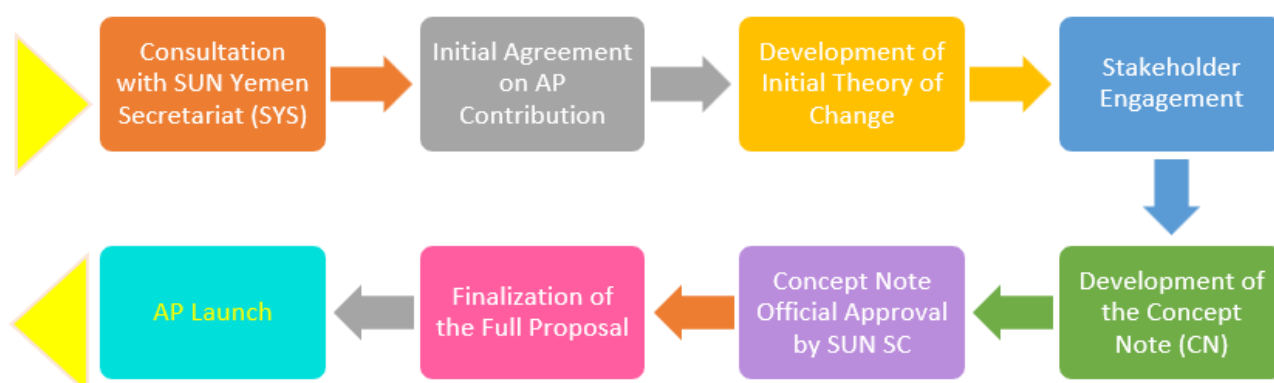 Consultation
with SUN Yemen
Secretariat (SYS)
Initial Agreement
on AP
Contribution
Development of
Initial Theory of
Change
Stakeholder
Engagement
Development of
the Concept
Note (CN)
Concept Note
Official Approval
by SUN SC
Finalization of
the Full Proposal
AP Launch